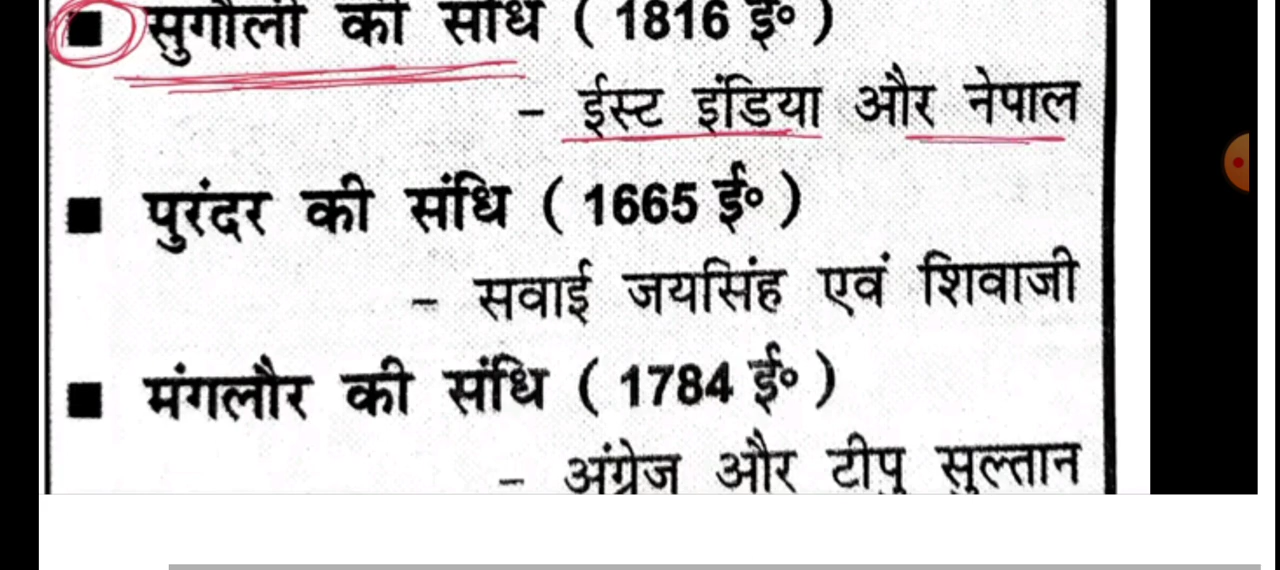 ■ सुगौली की संधि ( 1816 ई० )
– ईस्ट इंडिया और नेपाल
■ पुरंदर की संधि ( 1665 ई० )
– सवाई जयसिंह एवं शिवाजी
■ मंगलौर की संधि ( 1784 ई० )
– अंग्रेज और टीपू सुल्तान